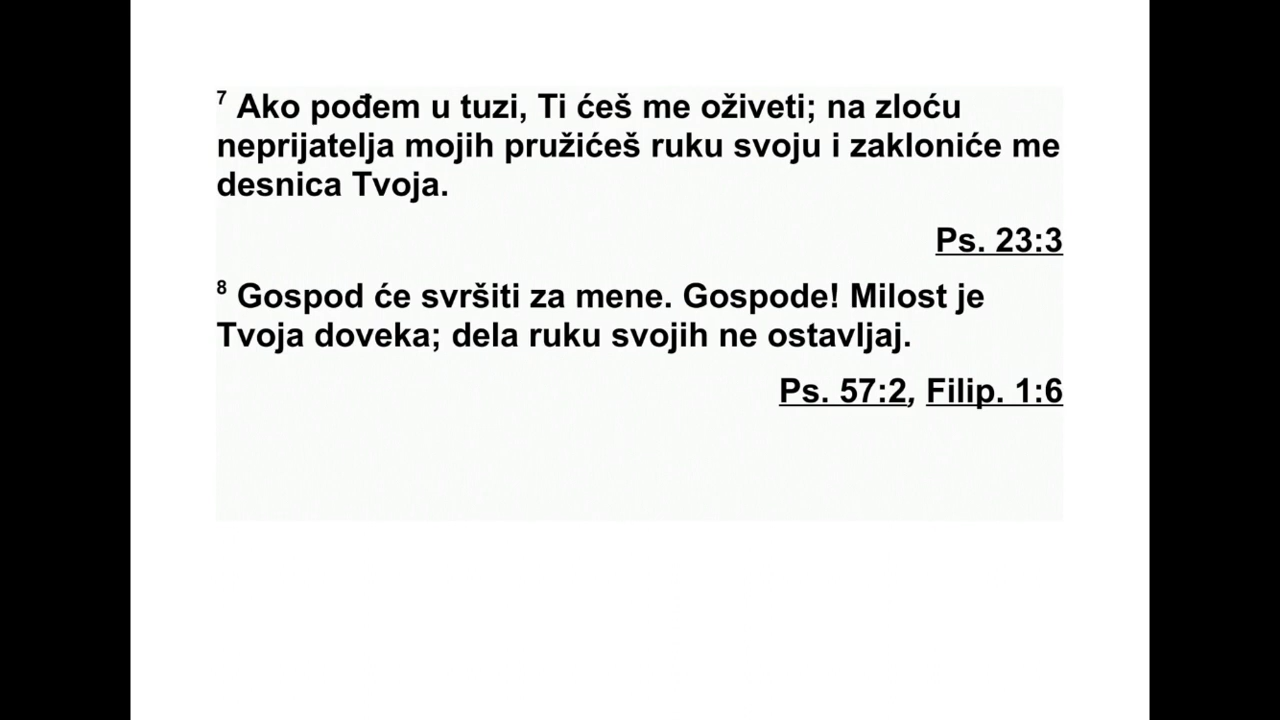 7 Ako pođem u tuzi, Ti ćeš me oživeti; na zloću
neprijatelja mojih pružićeš ruku svoju i zakloniće me
desnica Tvoja.
Ps. 23:3
8 Gospod će svršiti za mene. Gospode! Milost je
Tvoja doveka; dela ruku svojih ne ostavljaj.
Ps. 57:2, Filip. 1:6